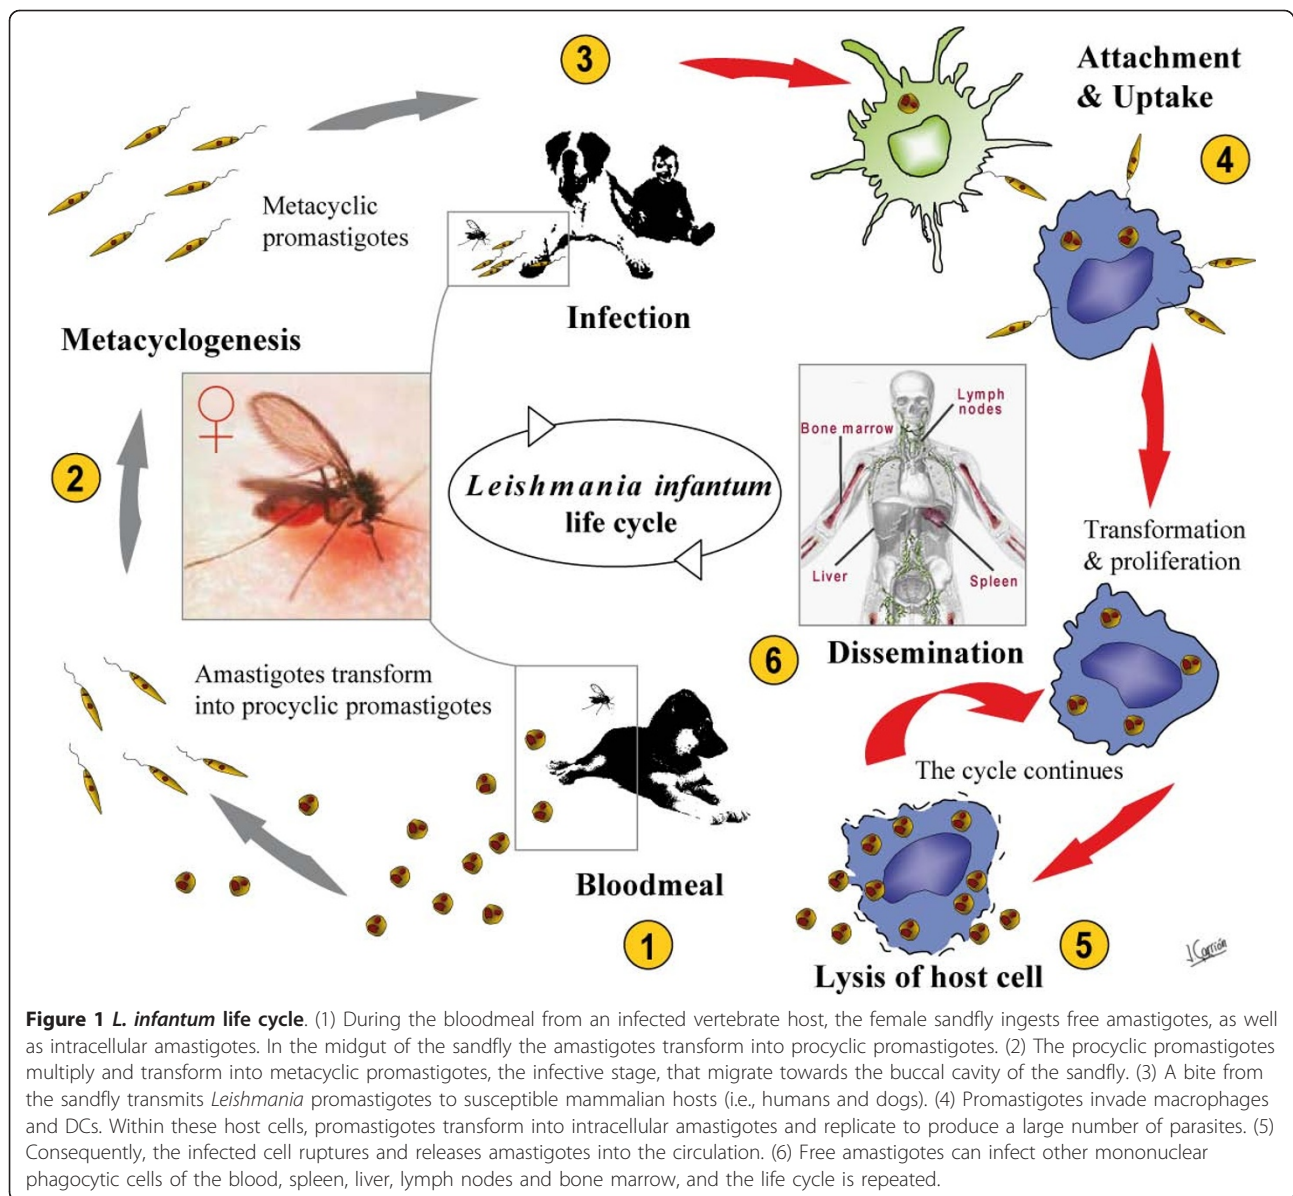 3
Attachment
& Uptake
4
Metacyclic
promastigotes
Infection
Metacyclogenesis
♀
2
Leishmania infantum
life cycle
Lymph
nodes
Bone marrow
Liver
Spleen
Transformation
& proliferation
6
Dissemination
Amastigotes transform
into procyclic promastigotes
The cycle continues
Bloodmeal
1
5
Lysis of host cell
J Carrión
Figure 1 L. infantum life cycle. (1) During the bloodmeal from an infected vertebrate host, the female sandfly ingests free amastigotes, as well
as intracellular amastigotes. In the midgut of the sandfly the amastigotes transform into procyclic promastigotes. (2) The procyclic promastigotes
multiply and transform into metacyclic promastigotes, the infective stage, that migrate towards the buccal cavity of the sandfly. (3) A bite from
the sandfly transmits Leishmania promastigotes to susceptible mammalian hosts (i.e., humans and dogs). (4) Promastigotes invade macrophages
and DCs. Within these host cells, promastigotes transform into intracellular amastigotes and replicate to produce a large number of parasites. (5)
Consequently, the infected cell ruptures and releases amastigotes into the circulation. (6) Free amastigotes can infect other mononuclear
phagocytic cells of the blood, spleen, liver, lymph nodes and bone marrow, and the life cycle is repeated.